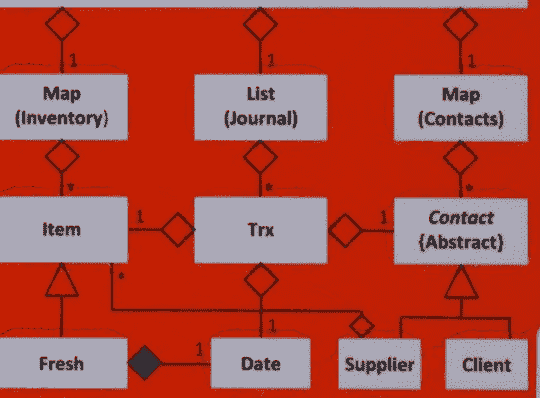 1
1
1
Map
(Inventory)
List
(Journal)
Map
(Contacts)
*
*
*
Item
1
Trx
1
Contact
(Abstract)
*
1
Fresh
1
Date
Supplier
Client